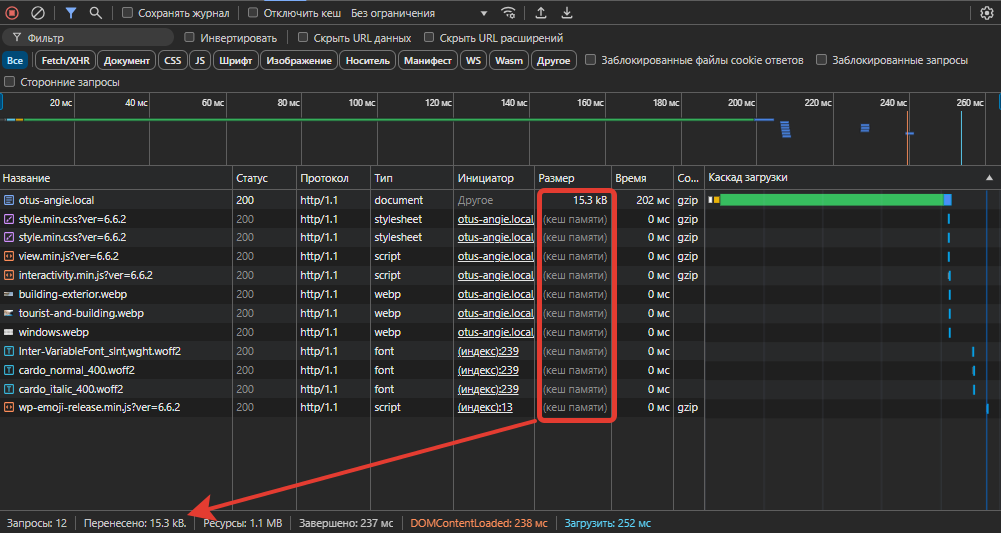 Сохранять журнал Отключить кеш Без ограничения
Фильтр Инвертировать Скрыть URL данных Скрыть URL расширений
Все Fetch/XHR Документ CSS JS Шрифт Изображение Носитель Манифест WS Wasm Другое Заблокированные файлы cookie ответов Заблокированные запросы
Сторонние запросы
20 мс 40 мс 60 мс 80 мс 100 мс 120 мс 140 мс 160 мс 180 мс 200 мс 220 мс 240 мс 260 мс
Название Статус Протокол Тип Инициатор Размер Время Со... Каскад загрузки
otus-angie.local 200 http/1.1 document Другое 15.3 kB 202 мс gzip
style.min.css?ver=6.6.2 200 http/1.1 stylesheet otus-angie.local, (кеш памяти) 0 мс gzip
style.min.css?ver=6.6.2 200 http/1.1 stylesheet otus-angie.local, (кеш памяти) 0 мс gzip
view.min.js?ver=6.6.2 200 http/1.1 script otus-angie.local, (кеш памяти) 0 мс gzip
interactivity.min.js?ver=6.6.2 200 http/1.1 script otus-angie.local, (кеш памяти) 0 мс gzip
building-exterior.webp 200 http/1.1 webp otus-angie.local, (кеш памяти) 0 мс
tourist-and-building.webp 200 http/1.1 webp otus-angie.local, (кеш памяти) 0 мс
windows.webp 200 http/1.1 webp otus-angie.local, (кеш памяти) 0 мс
Inter-VariableFont_slnt,wght.woff2 200 http/1.1 font (индекс):239 (кеш памяти) 0 мс
cardo_normal_400.woff2 200 http/1.1 font (индекс):239 (кеш памяти) 0 мс
cardo_italic_400.woff2 200 http/1.1 font (индекс):239 (кеш памяти) 0 мс
wp-emoji-release.min.js?ver=6.6.2 200 http/1.1 script (индекс):13 (кеш памяти) 0 мс gzip
Запросы: 12 Перенесено: 15.3 kB. Ресурсы: 1.1 MB Завершено: 237 мс DOMContentLoaded: 238 мс Загрузить: 252 мс